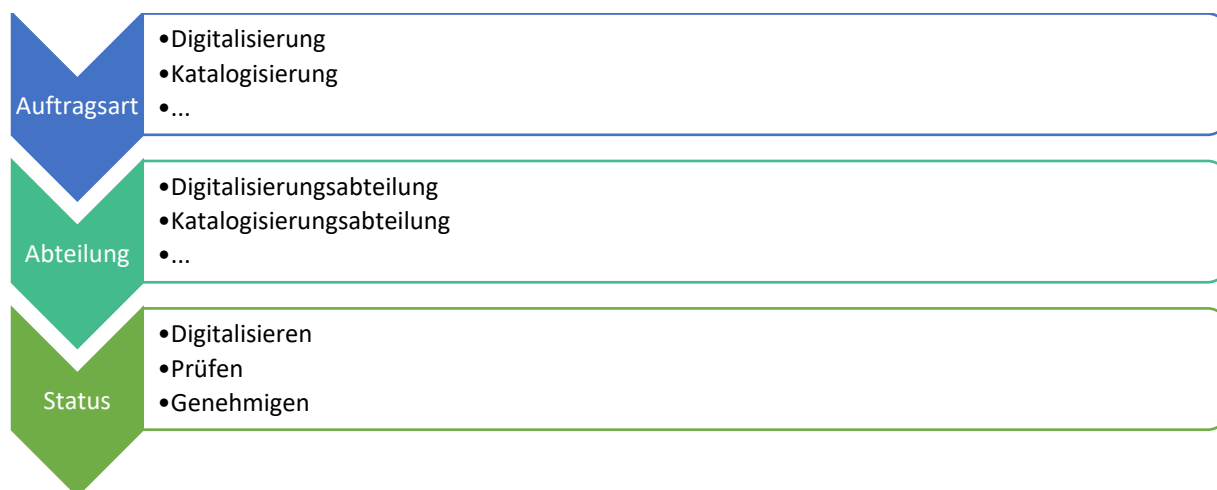 Auftragsart
•Digitalisierung
•Katalogisierung
•...
Abteilung
•Digitalisierungsabteilung
•Katalogisierungsabteilung
•...
Status
•Digitalisieren
•Prüfen
•Genehmigen